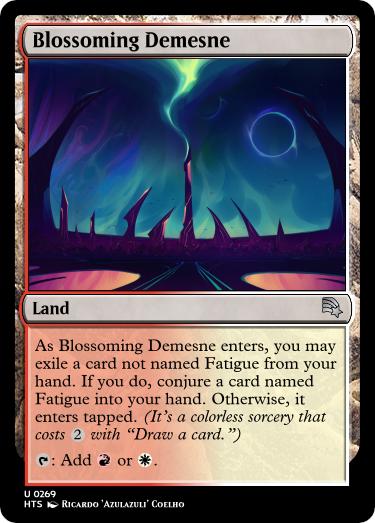 Blossoming Demesne
Land
As Blossoming Demesne enters, you may
exile a card not named Fatigue from your
hand. If you do, conjure a card named
Fatigue into your hand. Otherwise, it
enters tapped. (It's a colorless sorcery that
costs 2 with “Draw a card.”)
: Add or .
U 0269
HTS Ricardo 'Azulazuli' Coelho